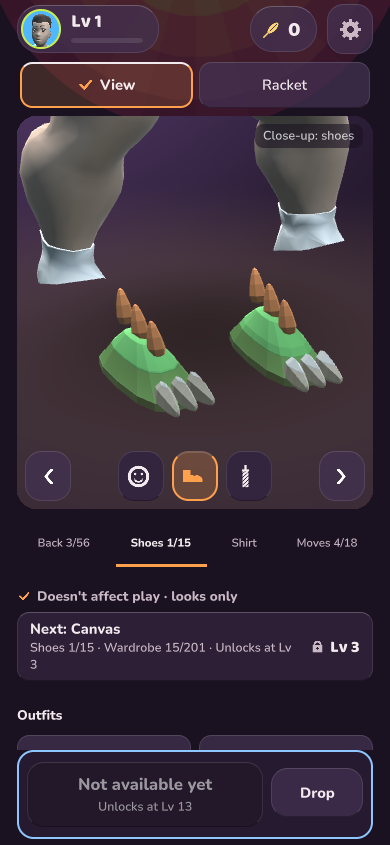 Lv 1
0
View
Racket
Close-up: shoes
Back 3/56
Shoes 1/15
Shirt
Moves 4/18
Doesn't affect play · looks only
Next: Canvas
Shoes 1/15 · Wardrobe 15/201 · Unlocks at Lv
3
Lv 3
Outfits
Not available yet
Unlocks at Lv 13
Drop